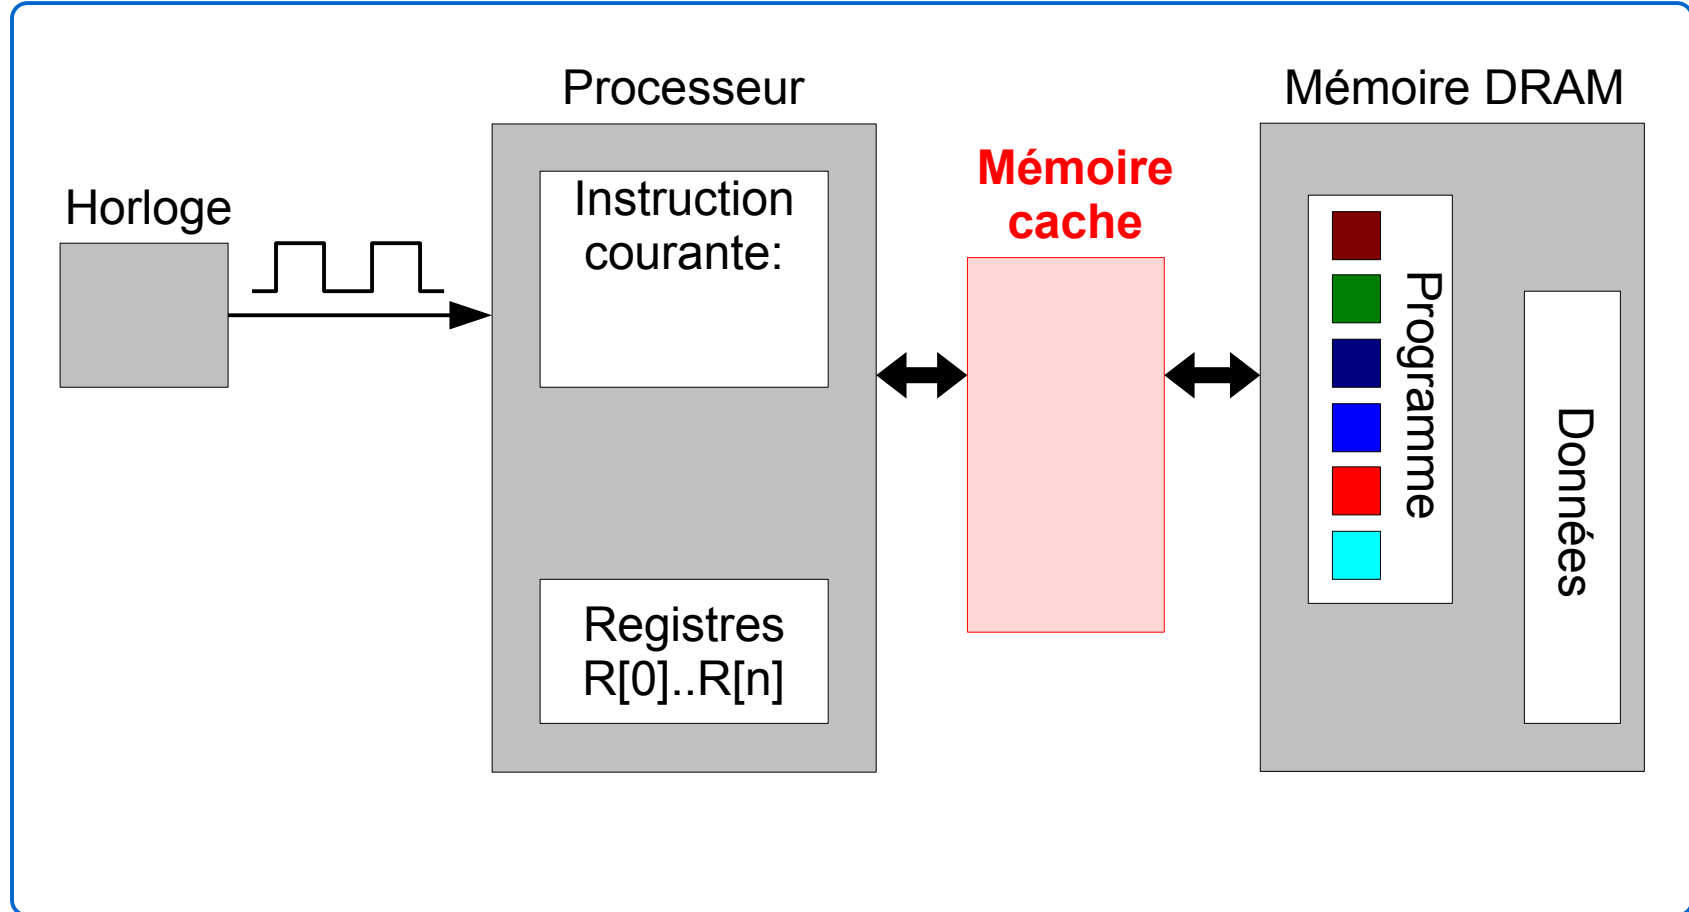 Horloge
Processeur
Instruction
courante:
Registres
R[0]..R[n]
Mémoire
cache
Mémoire DRAM
Programme
Données